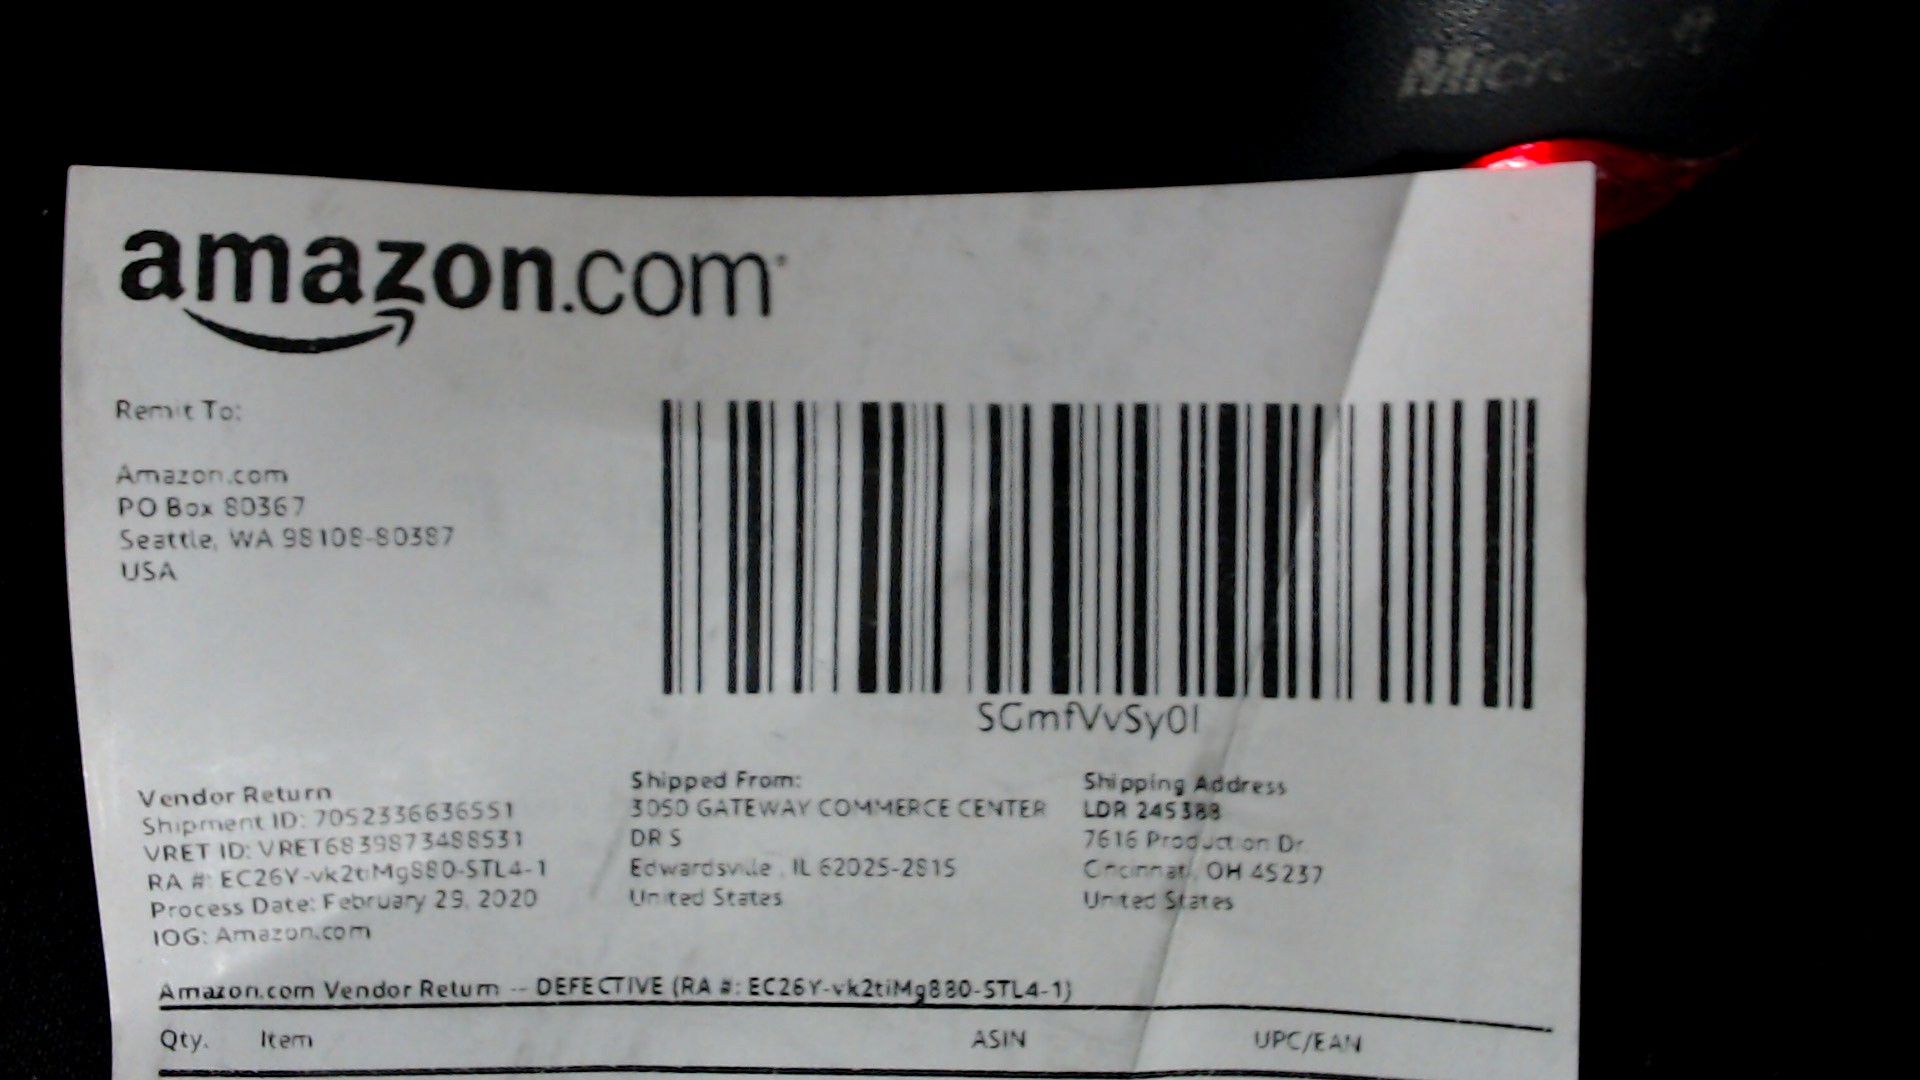 amazon.com
Remit To:
Amazon.com
PO Box 80367
Seattle, WA 98108-80387
USA
SGmfVvSy0I
Vendor Return
Shipment ID: 7052336636551
VRET ID: VRET6839873488531
RA #: EC26Y-vk2tiMg880-STL4-1
Process Date: February 29, 2020
IOG: Amazon.com
Shipped From:
3050 GATEWAY COMMERCE CENTER
DR S
Edwardsville , IL 62025-2815
United States
Shipping Address
LDR 245388
7616 Production Dr.
Cincinnati, OH 45237
United States
Amazon.com Vendor Return -- DEFECTIVE (RA #: EC26Y-vk2tiMg880-STL4-1)
Qty. Item ASIN UPC/EAN